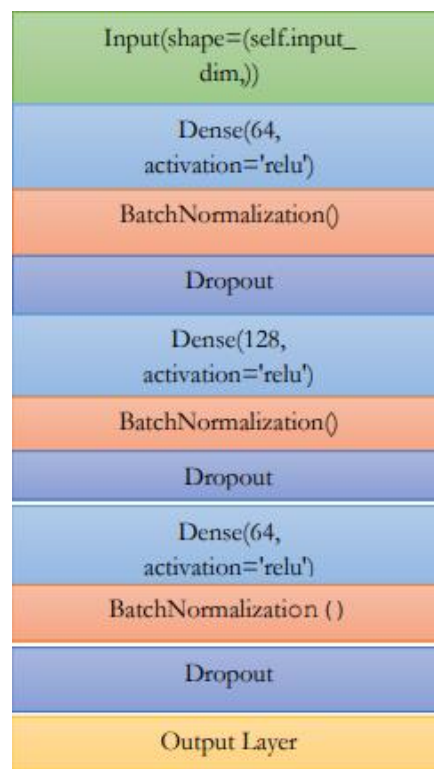 Input(shape=(self.input_
dim,))
Dense(64,
activation='relu')
BatchNormalization()
Dropout
Dense(128,
activation='relu')
BatchNormalization()
Dropout
Dense(64,
activation='relu')
BatchNormalization()
Dropout
Output Layer